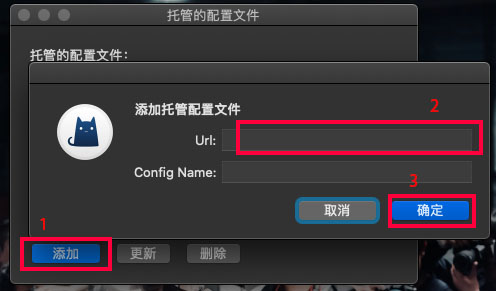 托管的配置文件
托管的配置文件：
添加托管配置文件
2
Url:
Config Name:
3
取消
确定
1
添加
更新
删除